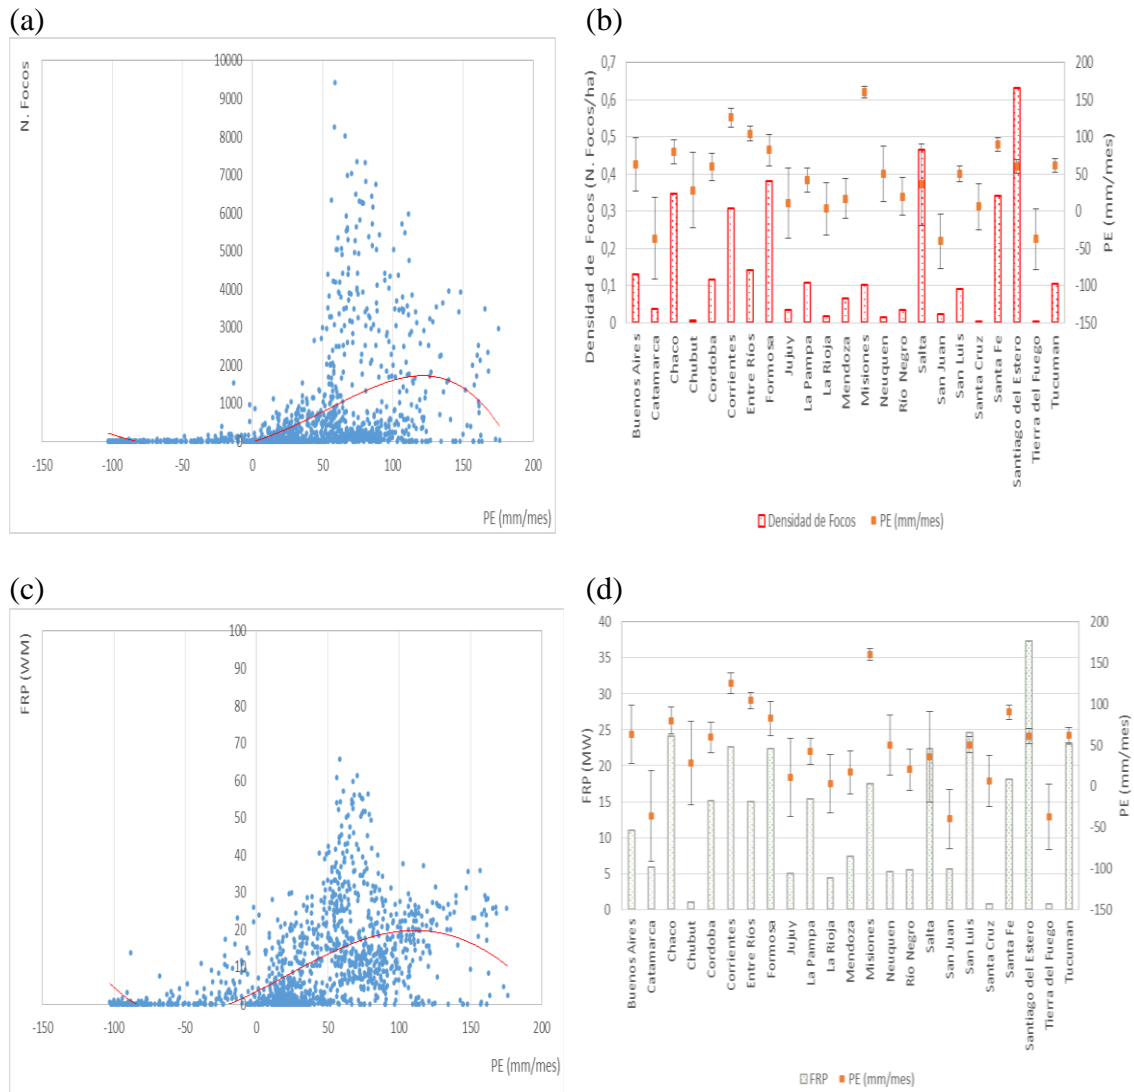 (a)
N. Focos
10000
9000
8000
7000
6000
5000
4000
3000
2000
1000
0
-150 -100 -50 0 50 100 150 200
PE (mm/mes)
(b)
Densidad de Focos (N. Focos/ha)
0,7
0,6
0,5
0,4
0,3
0,2
0,1
0
200
150
100
50
0
-50
-100
-150
PE (mm/mes)
Buenos Aires
Catamarca
Chaco
Chubut
Cordoba
Corrientes
Entre Ríos
Formosa
Jujuy
La Pampa
La Rioja
Mendoza
Misiones
Neuquen
Río Negro
Salta
San Juan
San Luis
Santa Cruz
Santa Fe
Santiago del Estero
Tierra del Fuego
Tucuman
Densidad de Focos PE (mm/mes)
(c)
FRP (WM)
100
90
80
70
60
50
40
30
20
10
0
-150 -100 -50 0 50 100 150 200
PE (mm/mes)
(d)
FRP (MW)
40
35
30
25
20
15
10
5
0
200
150
100
50
0
-50
-100
-150
PE (mm/mes)
Buenos Aires
Catamarca
Chaco
Chubut
Cordoba
Corrientes
Entre Ríos
Formosa
Jujuy
La Pampa
La Rioja
Mendoza
Misiones
Neuquen
Río Negro
Salta
San Juan
San Luis
Santa Cruz
Santa Fe
Santiago del Estero
Tierra del Fuego
Tucuman
FRP PE (mm/mes)